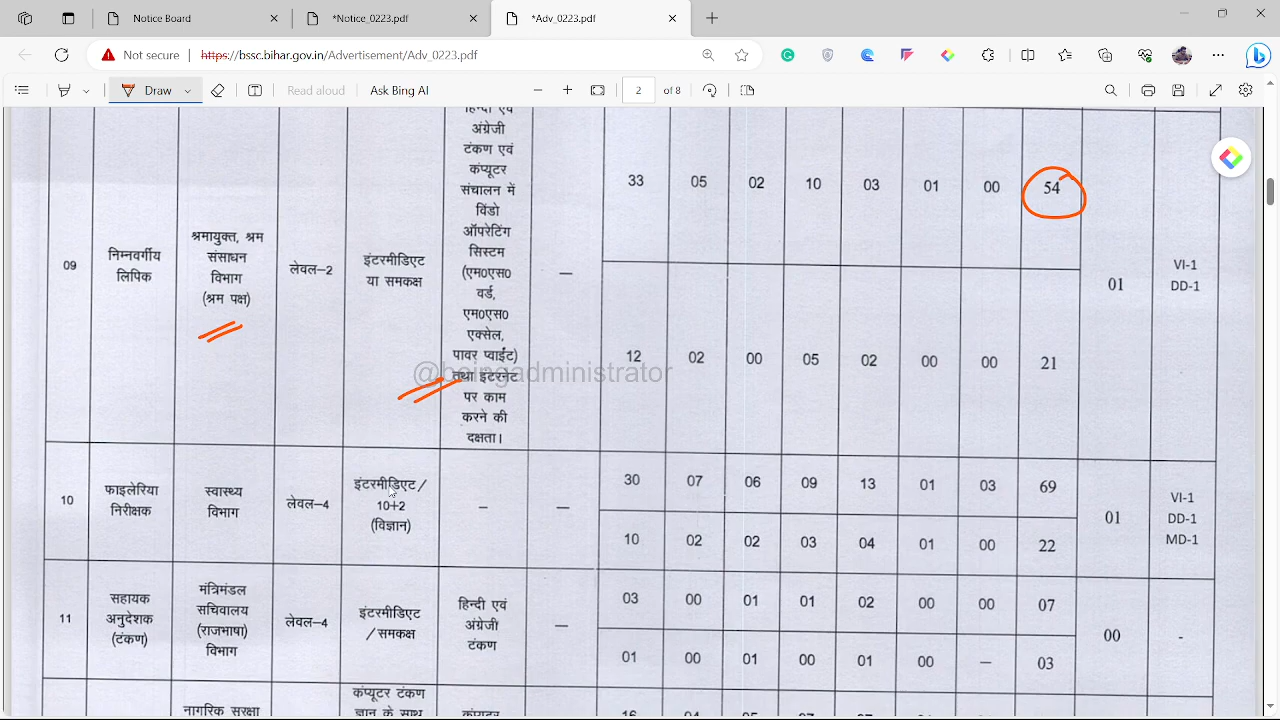 Notice Board
*Notice_0223.pdf
*Adv_0223.pdf
Not secure
https://bssc.bihar.gov.in/Advertisement/Adv_0223.pdf
Draw
Read aloud
Ask Bing AI
2
of 8
09
निम्नवर्गीय
लिपिक
श्रमायुक्त, श्रम
संसाधन
विभाग
(श्रम पक्ष)
लेवल–2
इंटरमीडिएट
या समकक्ष
हिन्दी एवं
अंग्रेजी
टंकण एवं
कंप्यूटर
संचालन में
विंडो
ऑपरेटिंग
सिस्टम
(एम0एस0
वर्ड,
एम0एस0
एक्सेल,
पावर प्वाईंट)
तथा इंटरनेट
पर काम
करने की
दक्षता।
—
33 05 02 10 03 01 00 54
12 02 00 05 02 00 00 21
01
VI-1
DD-1
@beingadministrator
10
फाइलेरिया
निरीक्षक
स्वास्थ्य
विभाग
लेवल–4
इंटरमीडिएट/
10+2
(विज्ञान)
–
—
30 07 06 09 13 01 03 69
10 02 02 03 04 01 00 22
01
VI-1
DD-1
MD-1
11
सहायक
अनुदेशक
(टंकण)
मंत्रिमंडल
सचिवालय
(राजभाषा)
विभाग
लेवल–4
इंटरमीडिएट
/समकक्ष
हिन्दी एवं
अंग्रेजी
टंकण
—
03 00 01 01 02 00 00 07
01 00 01 00 01 00 — 03
00
-
नागरिक सुरक्षा
कंप्यूटर टंकण
ज्ञान के साथ
कंप्यूटर